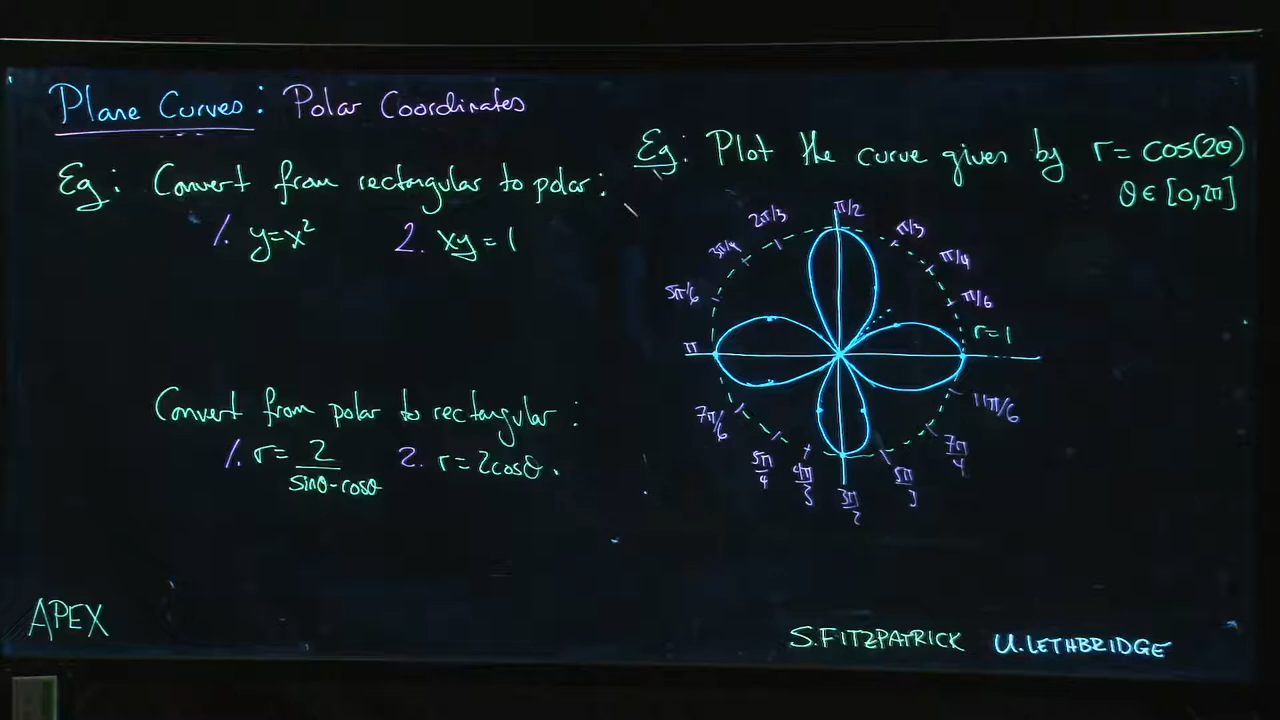 Plane Curves: Polar Coordinates
Eg: Convert from rectangular to polar:
1. y=x² 2. xy = 1
Convert from polar to rectangular:
1. r = 2/(sinθ-cosθ) 2. r = 2cosθ.
Eg: Plot the curve given by r = cos(2θ)
θ ∈ [0,2π]
π/2
2π/3 π/3
3π/4 π/4
5π/6 π/6
π r=1
7π/6 11π/6
5π/4 4π/3 3π/2 5π/3 7π/4
APEX
S.FITZPATRICK U.LETHBRIDGE